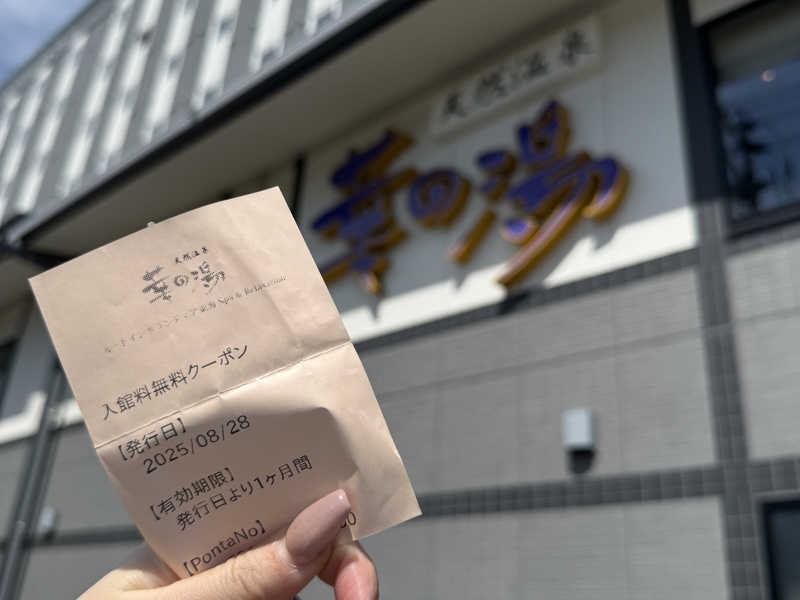 天然温泉
華の湯
天然温泉
華の湯
Spa & Relaxation
入館料無料クーポン
【発行日】
2025/08/28
【有効期限】
発行日より1ヶ月間
【PontaNo】